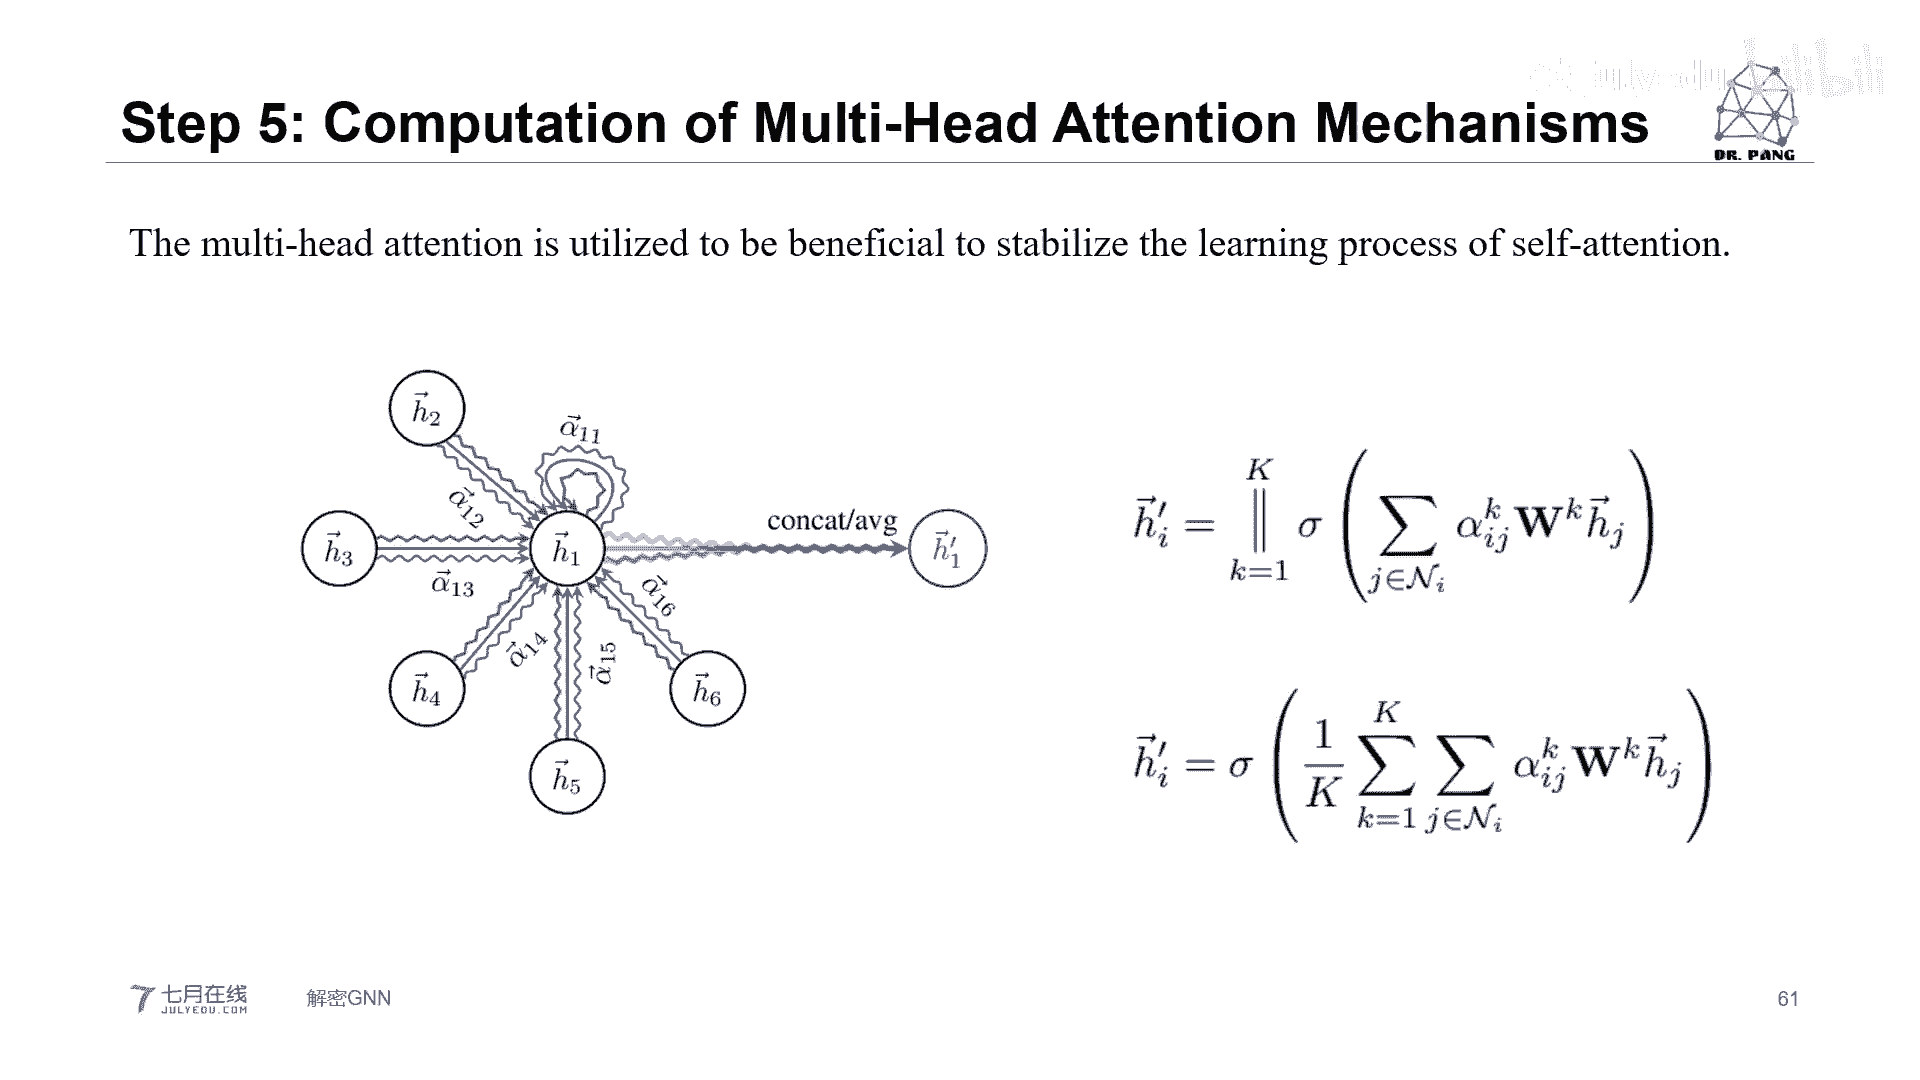 Step 5: Computation of Multi-Head Attention Mechanisms
DR. PANG
The multi-head attention is utilized to be beneficial to stabilize the learning process of self-attention.
$\vec{h}_2$
$\vec{\alpha}_{11}$
$\vec{\alpha}_{12}$
concat/avg
$\vec{h}_3$
$\vec{h}_1$
$\vec{h}'_1$
$\vec{\alpha}_{13}$
$\vec{\alpha}_{16}$
$\vec{\alpha}_{14}$
$\vec{\alpha}_{15}$
$\vec{h}_4$
$\vec{h}_6$
$\vec{h}_5$
$\vec{h}'_i = \big\Vert_{k=1}^{K} \sigma \left( \sum_{j \in \mathcal{N}_i} \alpha_{ij}^k \mathbf{W}^k \vec{h}_j \right)$
$\vec{h}'_i = \sigma \left( \frac{1}{K} \sum_{k=1}^{K} \sum_{j \in \mathcal{N}_i} \alpha_{ij}^k \mathbf{W}^k \vec{h}_j \right)$
七月在线
JULYEDU.COM
解密GNN
61